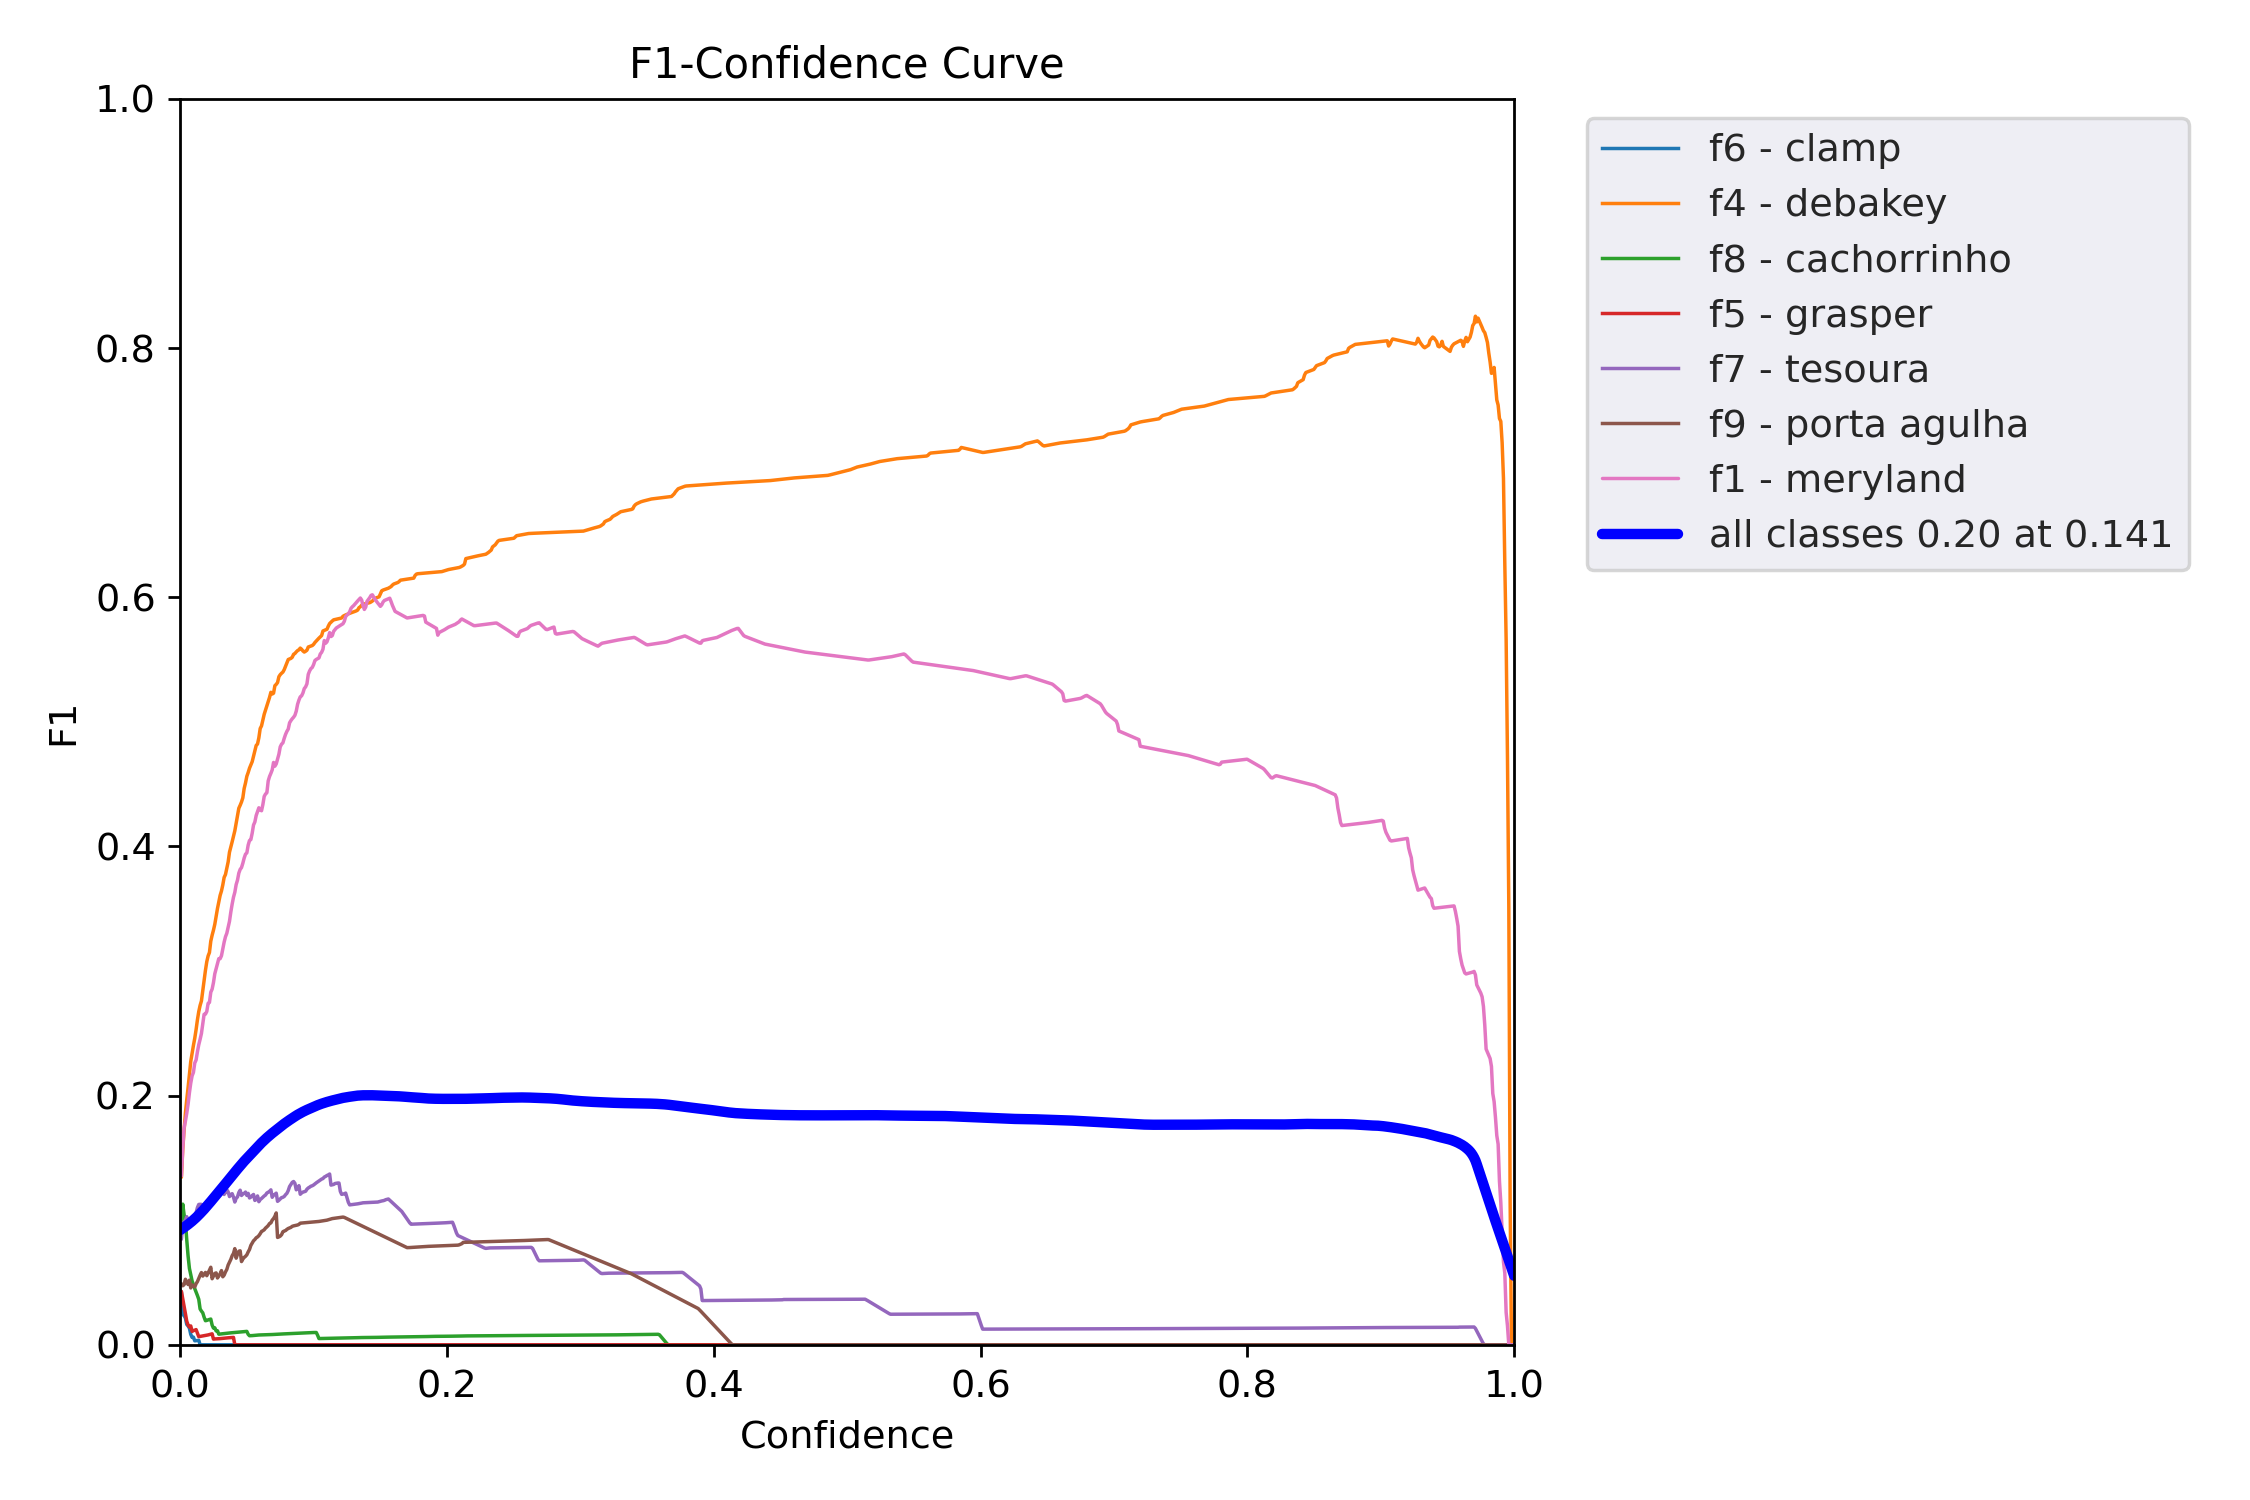 F1-Confidence Curve
1.0
0.8
0.6
0.4
0.2
0.0
F1
0.0 0.2 0.4 0.6 0.8 1.0
Confidence
f6 - clamp
f4 - debakey
f8 - cachorrinho
f5 - grasper
f7 - tesoura
f9 - porta agulha
f1 - meryland
all classes 0.20 at 0.141